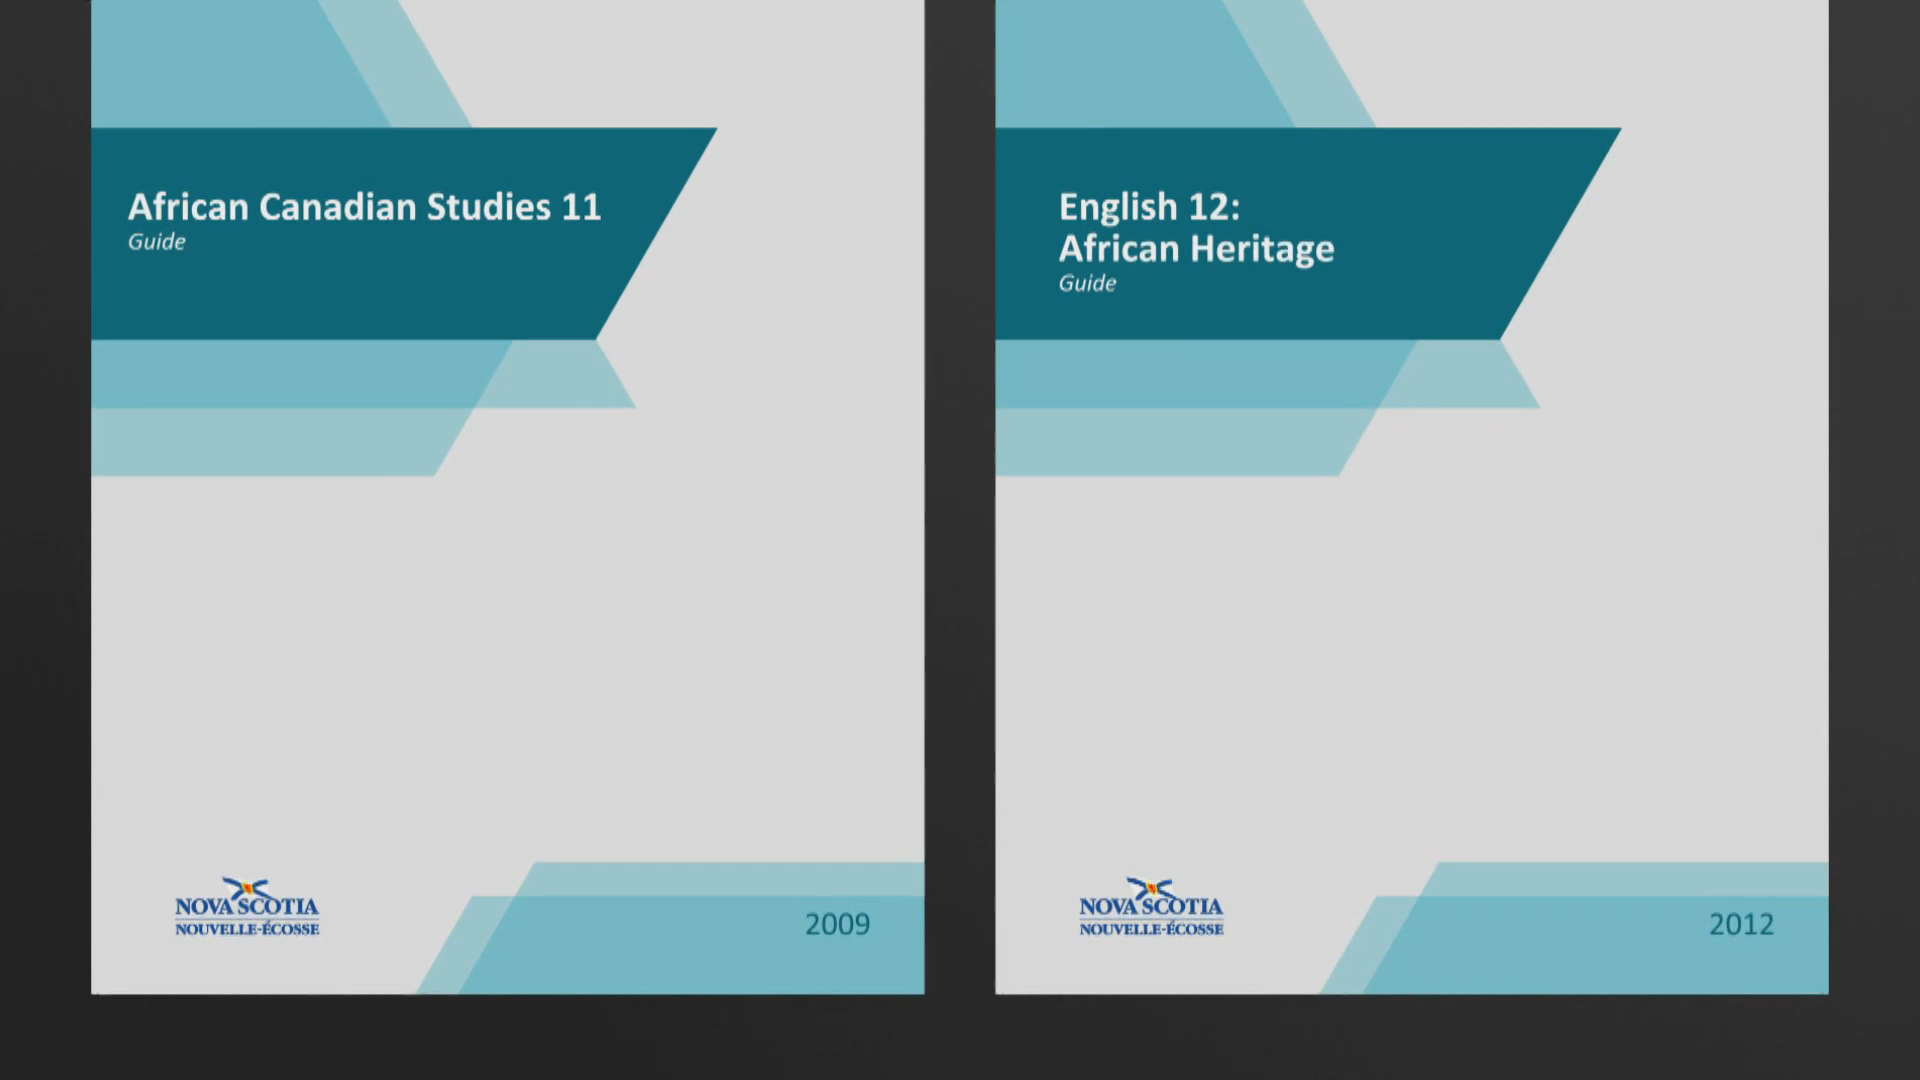 African Canadian Studies 11
Guide
NOVA SCOTIA
NOUVELLE-ÉCOSSE
2009
English 12:
African Heritage
Guide
NOVA SCOTIA
NOUVELLE-ÉCOSSE
2012